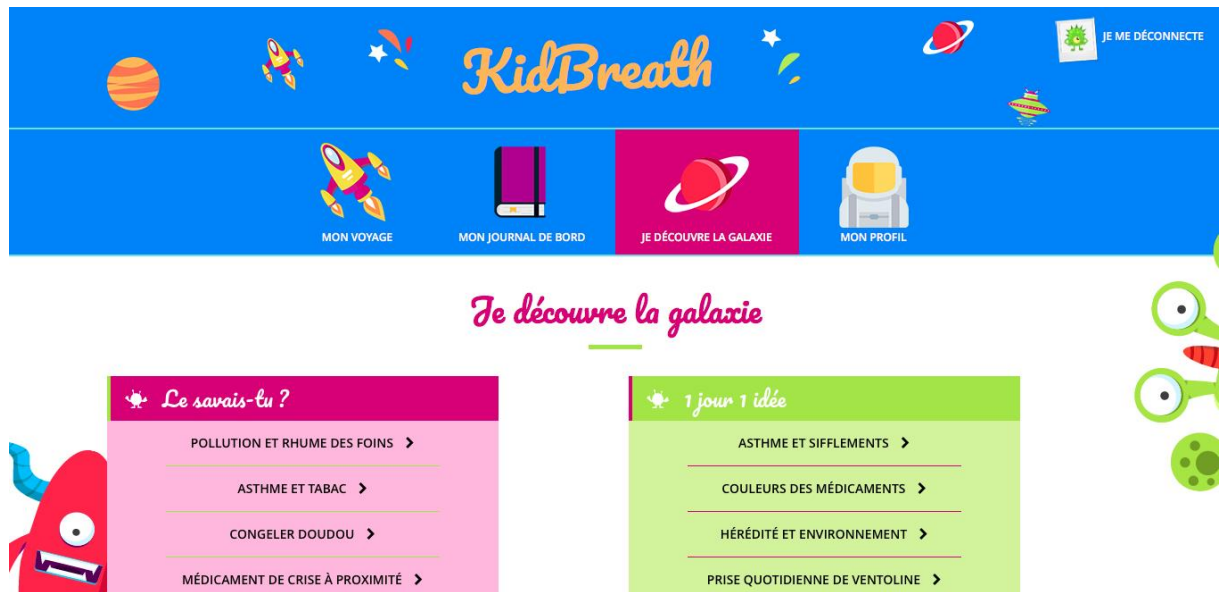 KidBreath
JE ME DÉCONNECTE
MON VOYAGE
MON JOURNAL DE BORD
JE DÉCOUVRE LA GALAXIE
MON PROFIL
Je découvre la galaxie
Le savais-tu ?
POLLUTION ET RHUME DES FOINS
ASTHME ET TABAC
CONGELER DOUDOU
MÉDICAMENT DE CRISE À PROXIMITÉ
1 jour 1 idée
ASTHME ET SIFFLEMENTS
COULEURS DES MÉDICAMENTS
HÉRÉDITÉ ET ENVIRONNEMENT
PRISE QUOTIDIENNE DE VENTOLINE